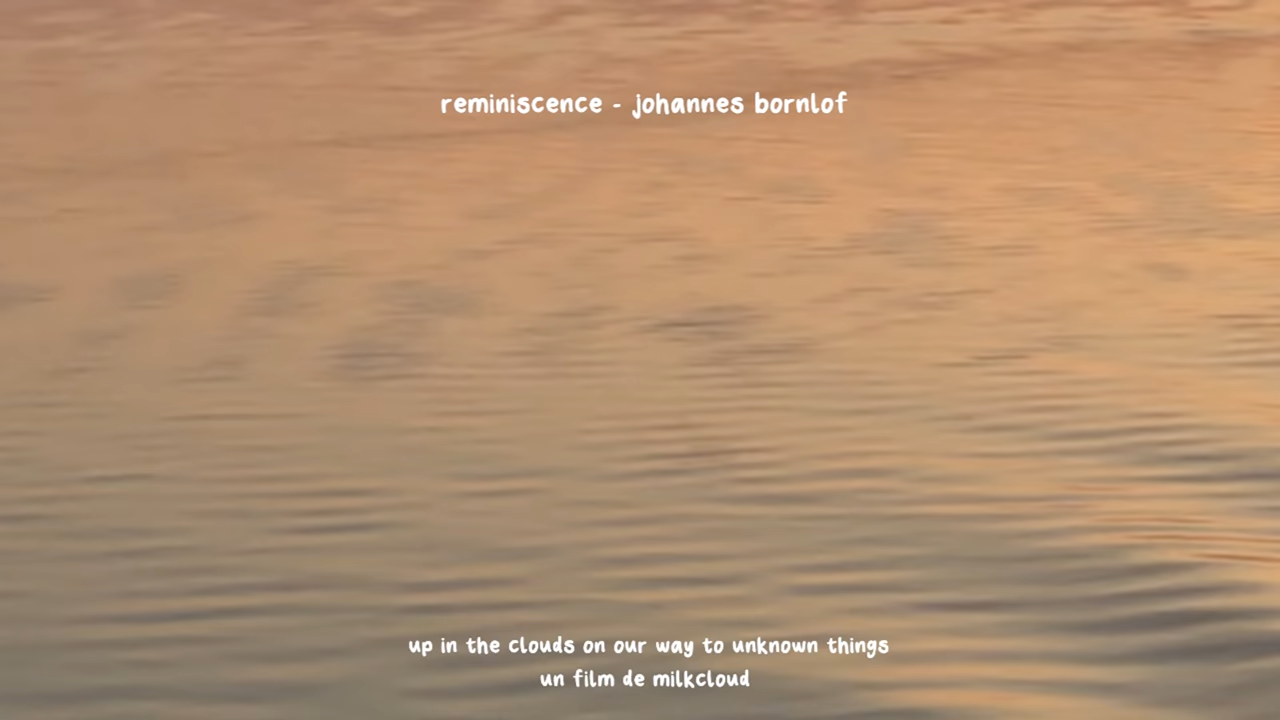 reminiscence - johannes bornlof
up in the clouds on our way to unknown things
un film de milkcloud